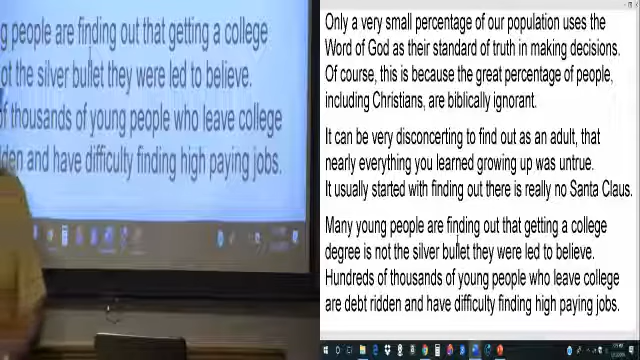 g people are finding out that getting a college
not the silver bullet they were led to believe.
of thousands of young people who leave college
dden and have difficulty finding high paying jobs.
Only a very small percentage of our population uses the
Word of God as their standard of truth in making decisions.
Of course, this is because the great percentage of people,
including Christians, are biblically ignorant.
It can be very disconcerting to find out as an adult, that
nearly everything you learned growing up was untrue.
It usually started with finding out there is really no Santa Claus.
Many young people are finding out that getting a college
degree is not the silver bullet they were led to believe.
Hundreds of thousands of young people who leave college
are debt ridden and have difficulty finding high paying jobs.